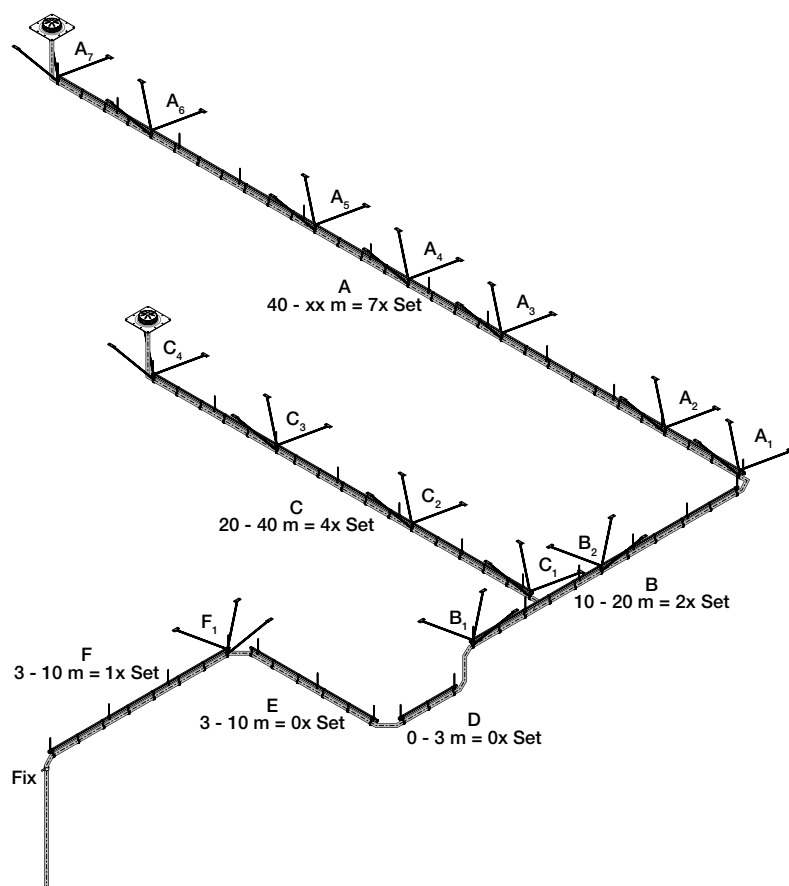 A₇
A₆
A₅
A₄
A
40 - xx m = 7x Set
A₃
C₄
A₂
C₃
A₁
C
20 - 40 m = 4x Set
C₂
B₂
C₁
B
10 - 20 m = 2x Set
B₁
F₁
F
3 - 10 m = 1x Set
E
3 - 10 m = 0x Set
D
0 - 3 m = 0x Set
Fix